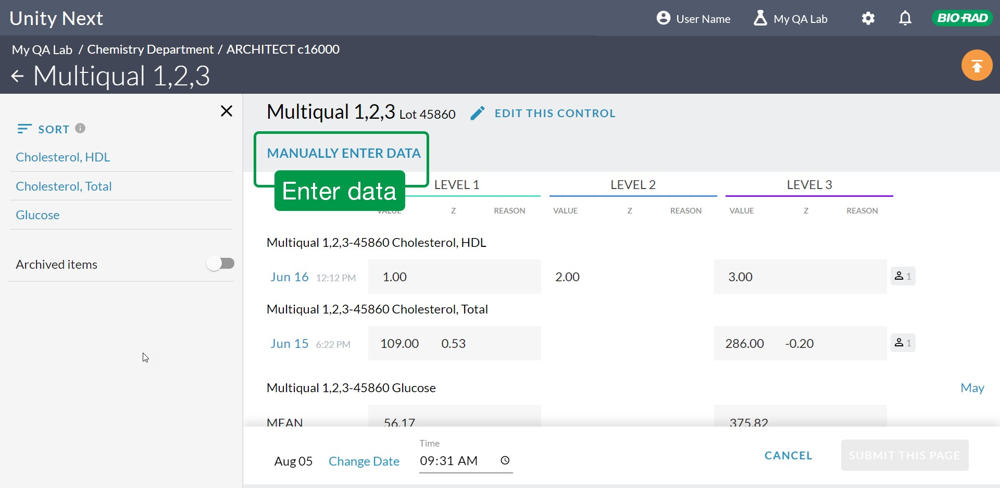 Unity Next
User Name
My QA Lab
BIO-RAD
My QA Lab / Chemistry Department / ARCHITECT c16000
Multiqual 1,2,3
SORT
Cholesterol, HDL
Cholesterol, Total
Glucose
Archived items
Multiqual 1,2,3 Lot 45860
EDIT THIS CONTROL
MANUALLY ENTER DATA
Enter data
LEVEL 1 LEVEL 2 LEVEL 3
VALUE Z REASON VALUE Z REASON VALUE Z REASON
Multiqual 1,2,3-45860 Cholesterol, HDL
Jun 16 12:12 PM 1.00 2.00 3.00 1
Multiqual 1,2,3-45860 Cholesterol, Total
Jun 15 6:22 PM 109.00 0.53 286.00 -0.20 1
Multiqual 1,2,3-45860 Glucose May
MEAN 56.17 375.82
Time
Aug 05 Change Date 09:31 AM
CANCEL SUBMIT THIS PAGE